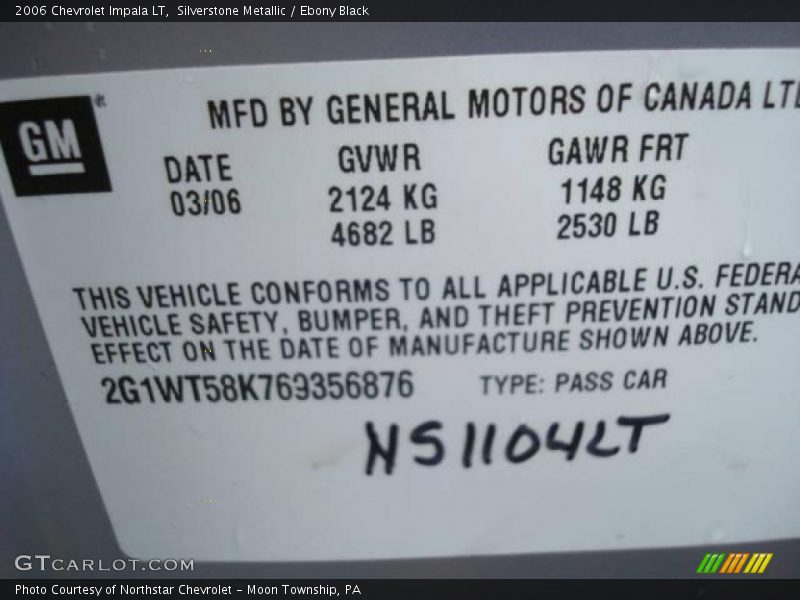 2006 Chevrolet Impala LT, Silverstone Metallic / Ebony Black
GM
MFD BY GENERAL MOTORS OF CANADA LT
DATE GVWR GAWR FRT
03/06 2124 KG 1148 KG
4682 LB 2530 LB
THIS VEHICLE CONFORMS TO ALL APPLICABLE U.S. FEDERA
VEHICLE SAFETY, BUMPER, AND THEFT PREVENTION STAND
EFFECT ON THE DATE OF MANUFACTURE SHOWN ABOVE.
2G1WT58K769356876 TYPE: PASS CAR
NS1104LT
GTCARLOT.COM
Photo Courtesy of Northstar Chevrolet - Moon Township, PA